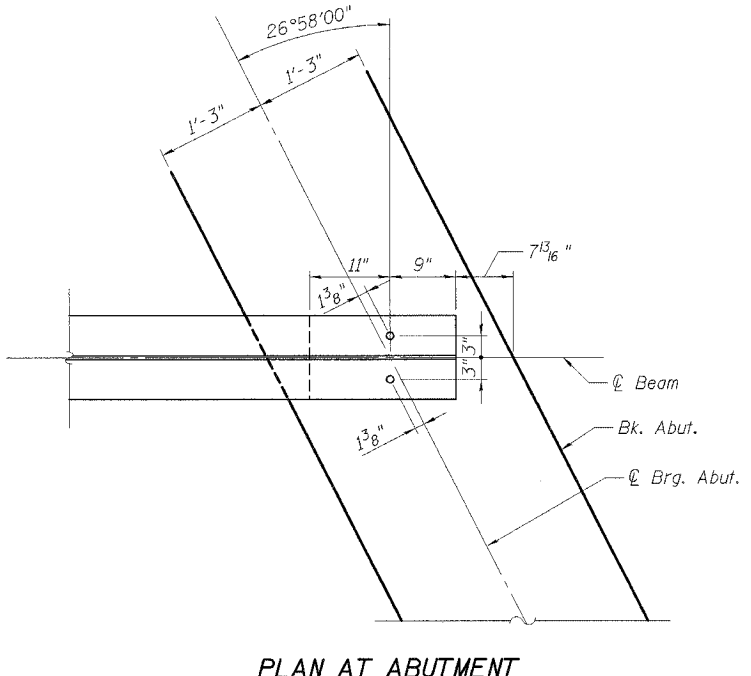 26°58'00"
1'-3"
1'-3"
7 13/16 "
11"
9"
1 3/8"
3"
3"
℄ Beam
Bk. Abut.
1 3/8"
℄ Brg. Abut.
PLAN AT ABUTMENT